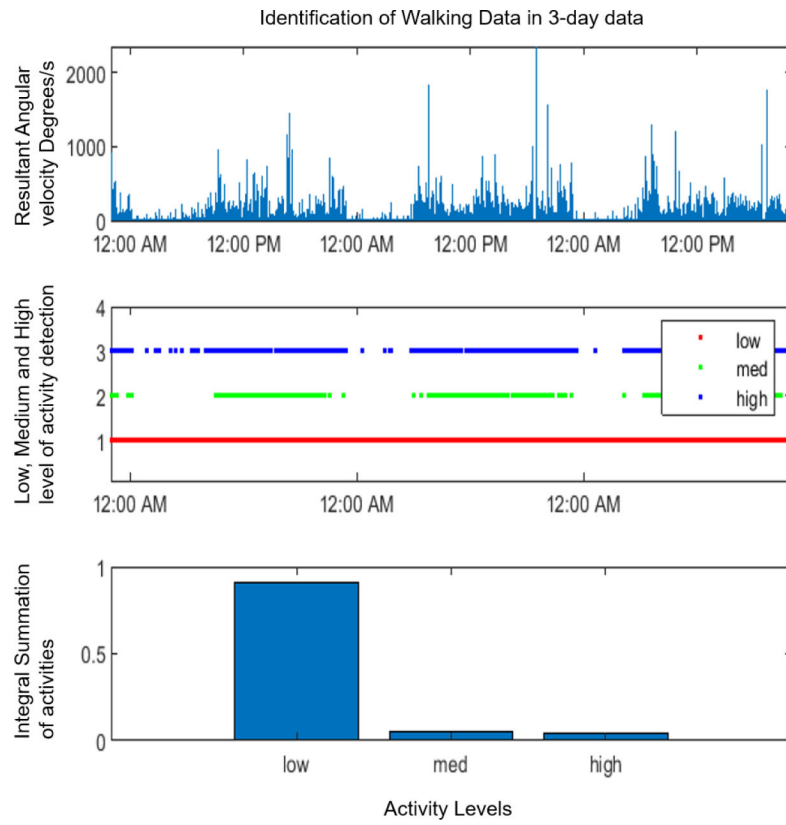 Identification of Walking Data in 3-day data
Resultant Angular
velocity Degrees/s
2000
1000
0
12:00 AM 12:00 PM 12:00 AM 12:00 PM 12:00 AM 12:00 PM
Low, Medium and High
level of activity detection
4
3
2
1
low
med
high
12:00 AM 12:00 AM 12:00 AM
Integral Summation
of activities
1
0.5
0
low med high
Activity Levels